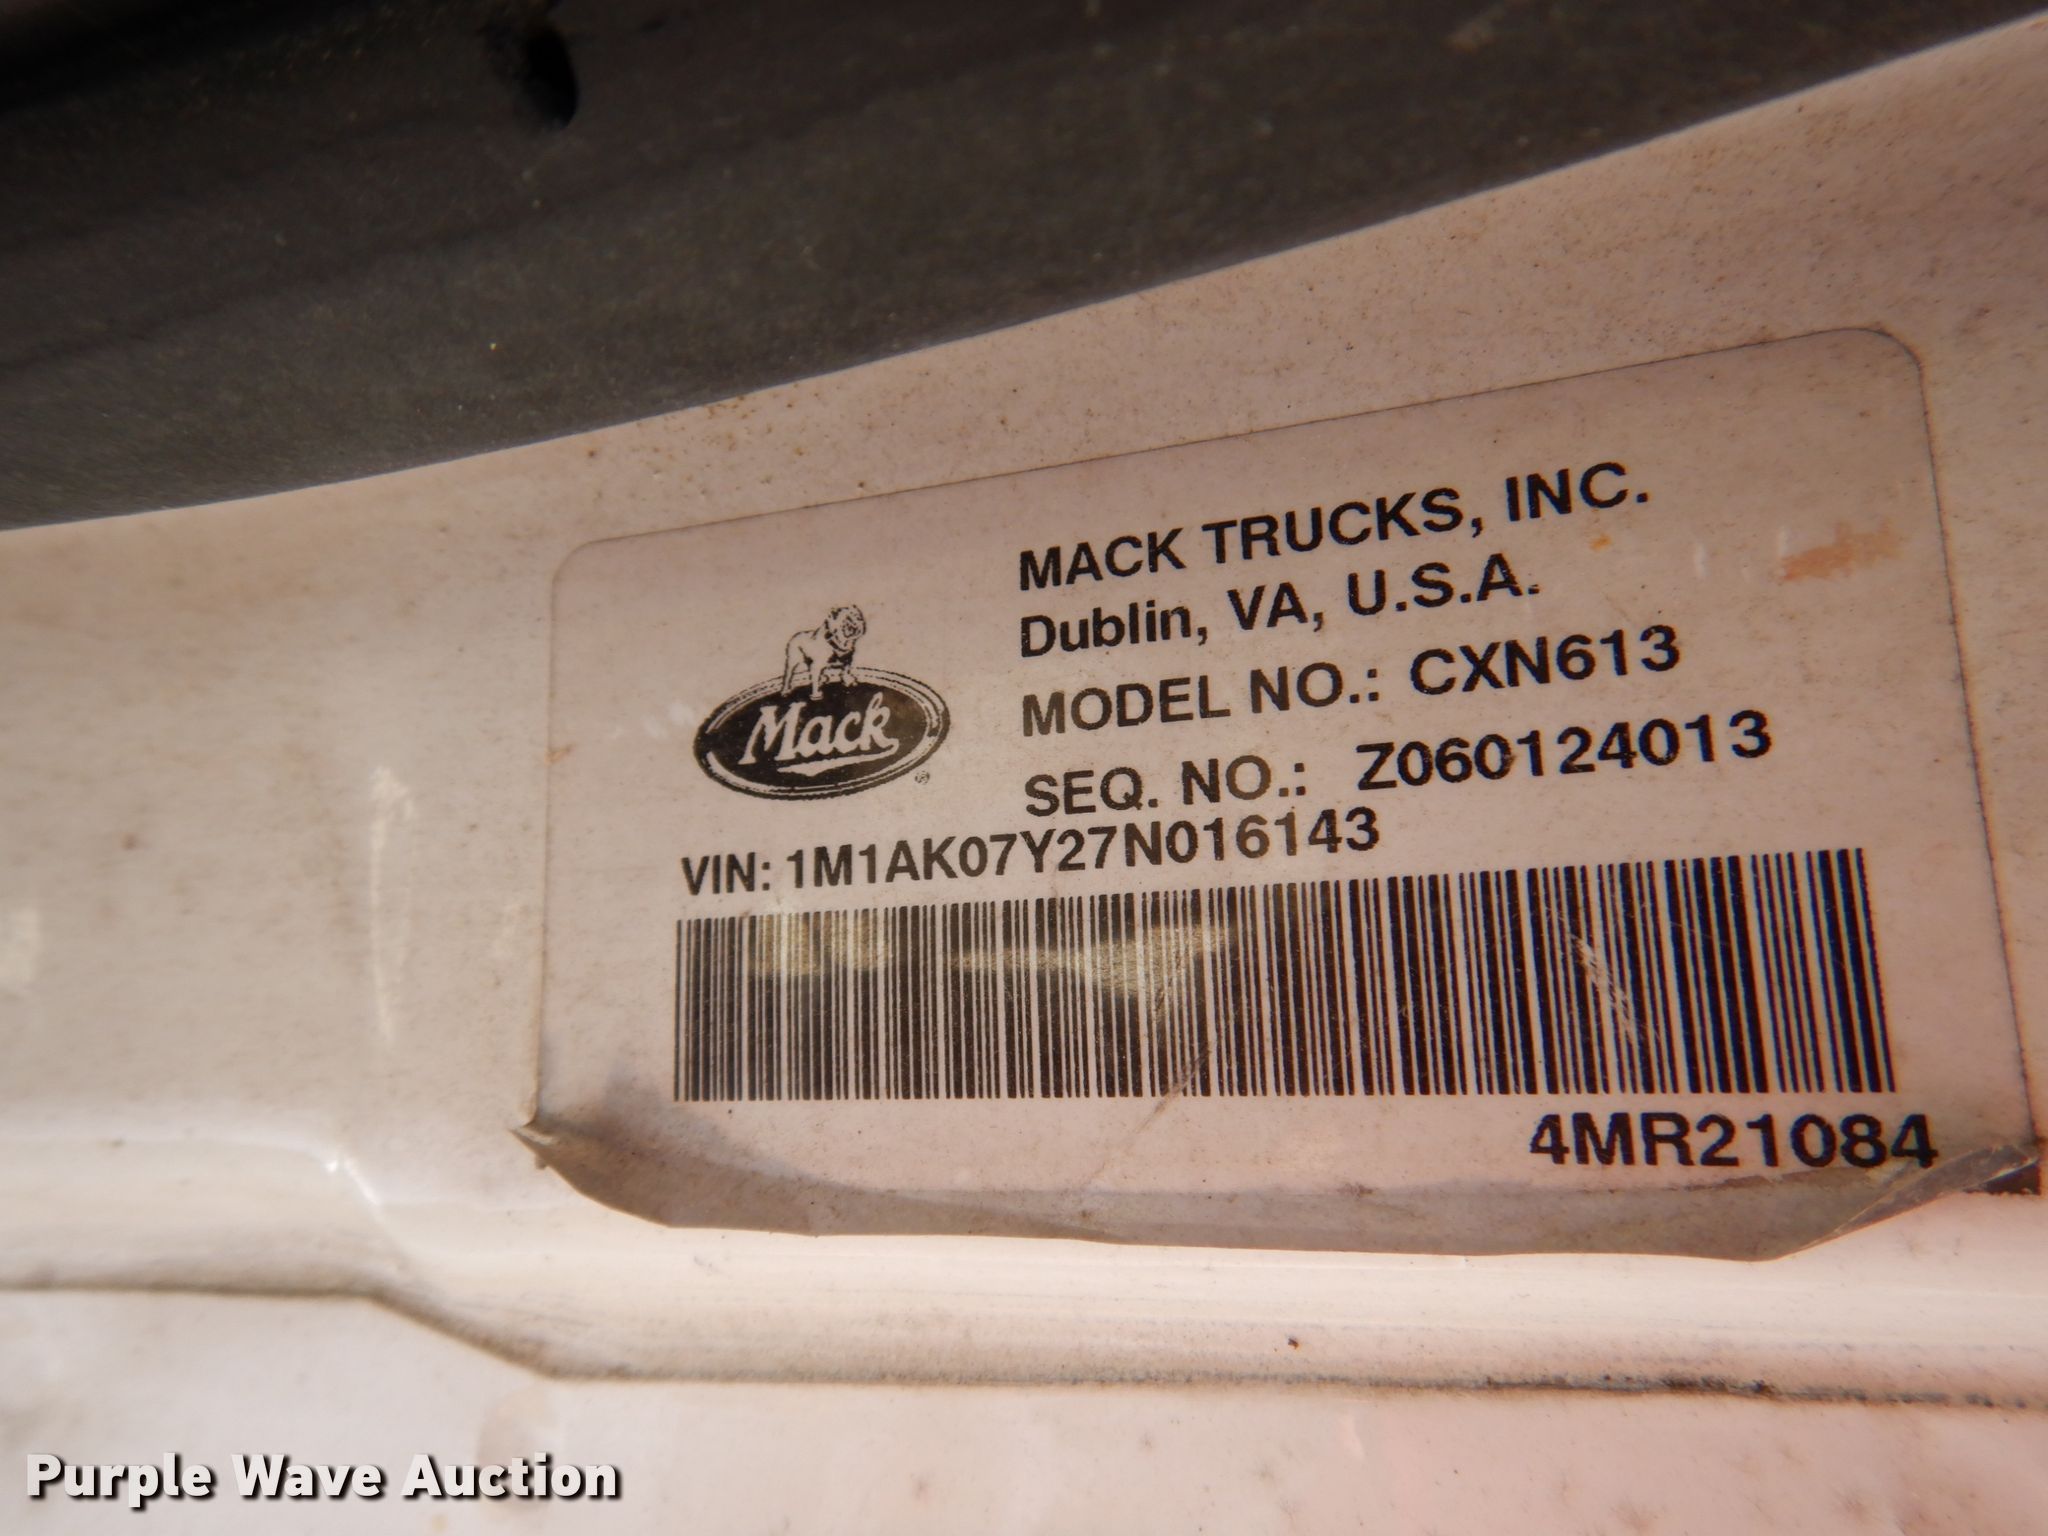 MACK TRUCKS, INC.
Dublin, VA, U.S.A.
MODEL NO.: CXN613
SEQ. NO.: Z060124013
Mack®
VIN: 1M1AK07Y27N016143
4MR21084
Purple Wave Auction